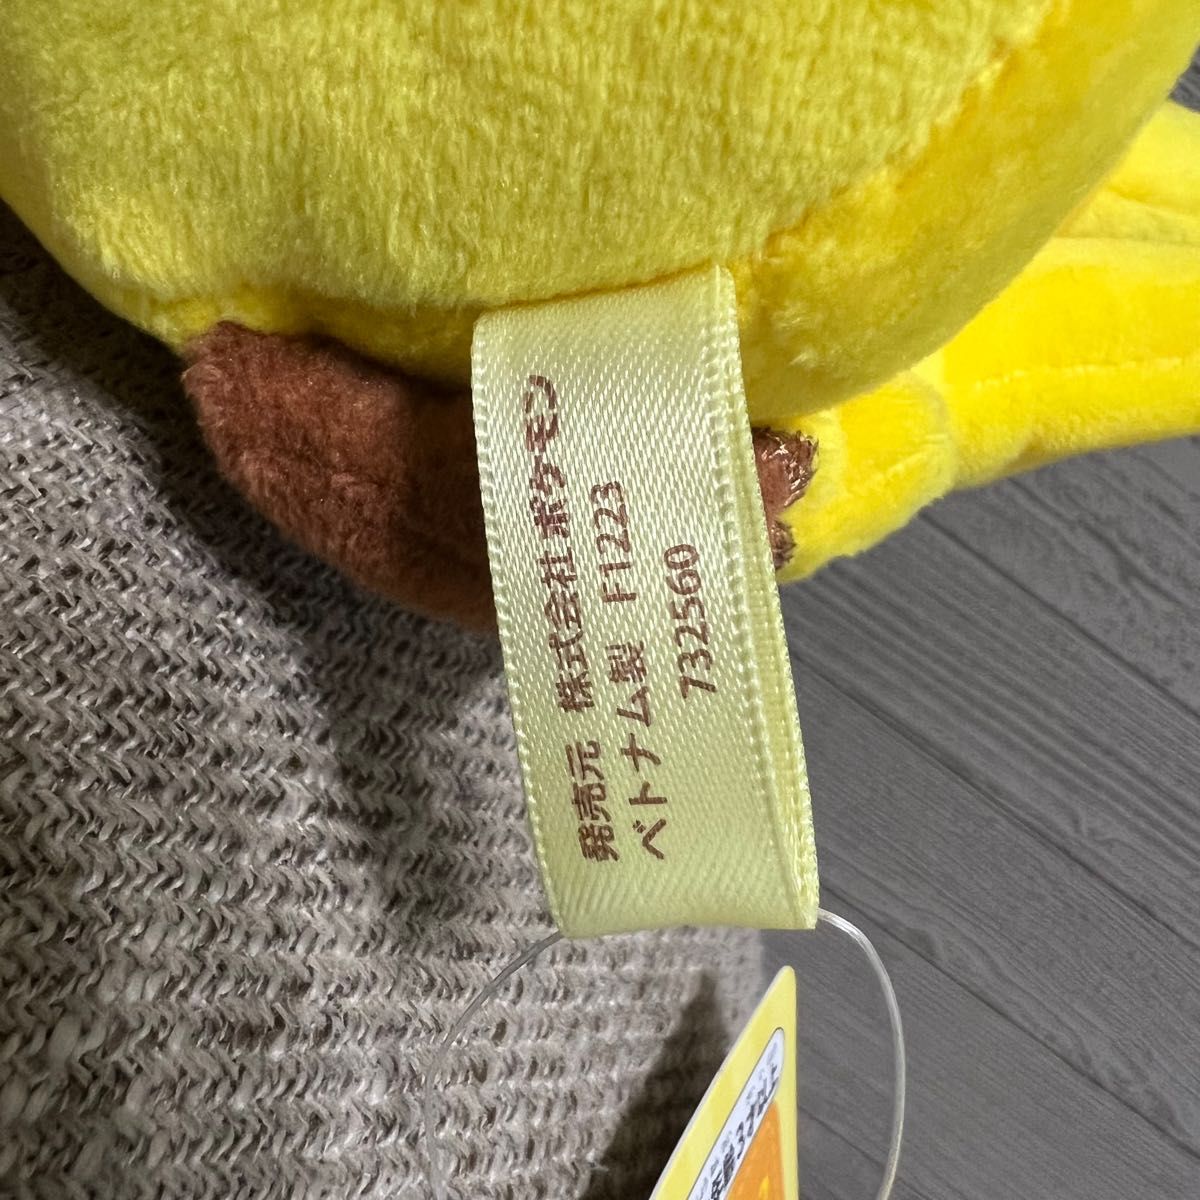 発売元 株式会社ポケモン
ベトナム製 F1223
732560